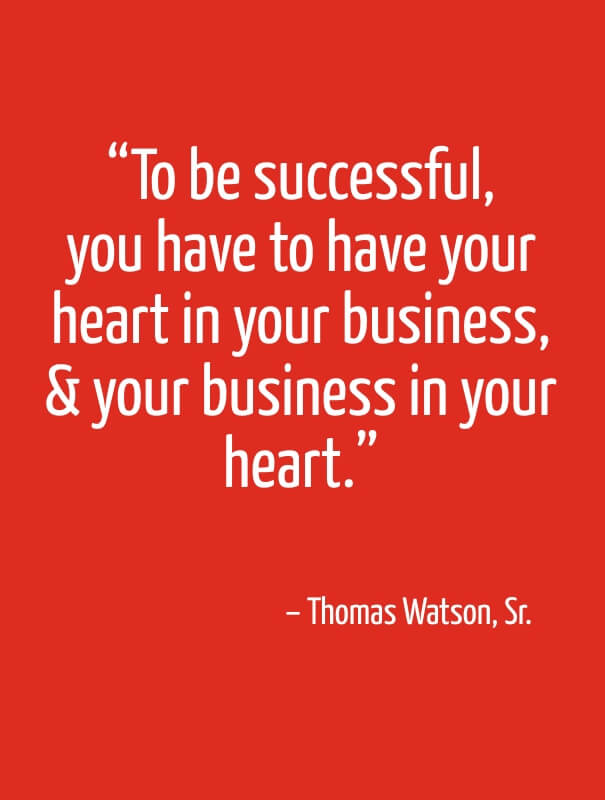 “To be successful,
you have to have your
heart in your business,
& your business in your
heart.”
– Thomas Watson, Sr.